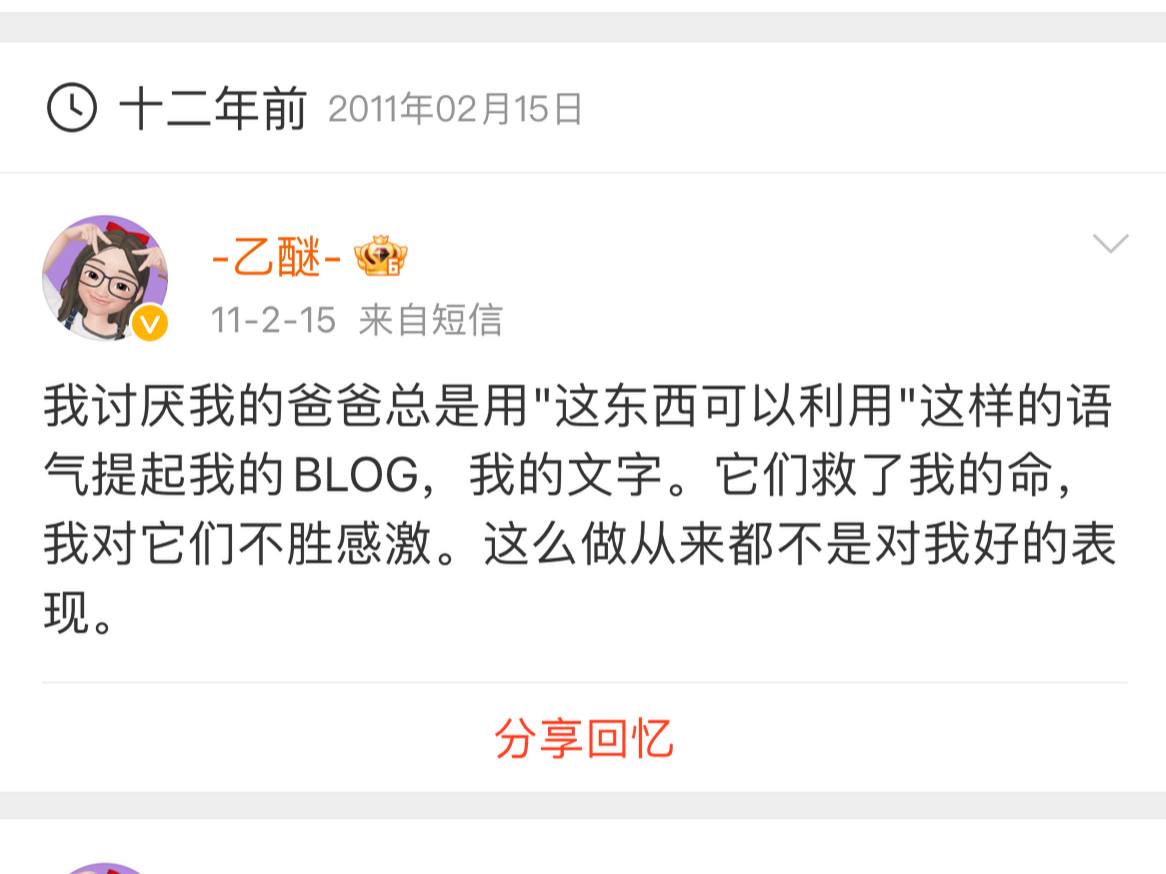 十二年前 2011年02月15日
-乙醚- 6
11-2-15 来自短信
我讨厌我的爸爸总是用"这东西可以利用"这样的语
气提起我的BLOG，我的文字。它们救了我的命，
我对它们不胜感激。这么做从来都不是对我好的表
现。
分享回忆